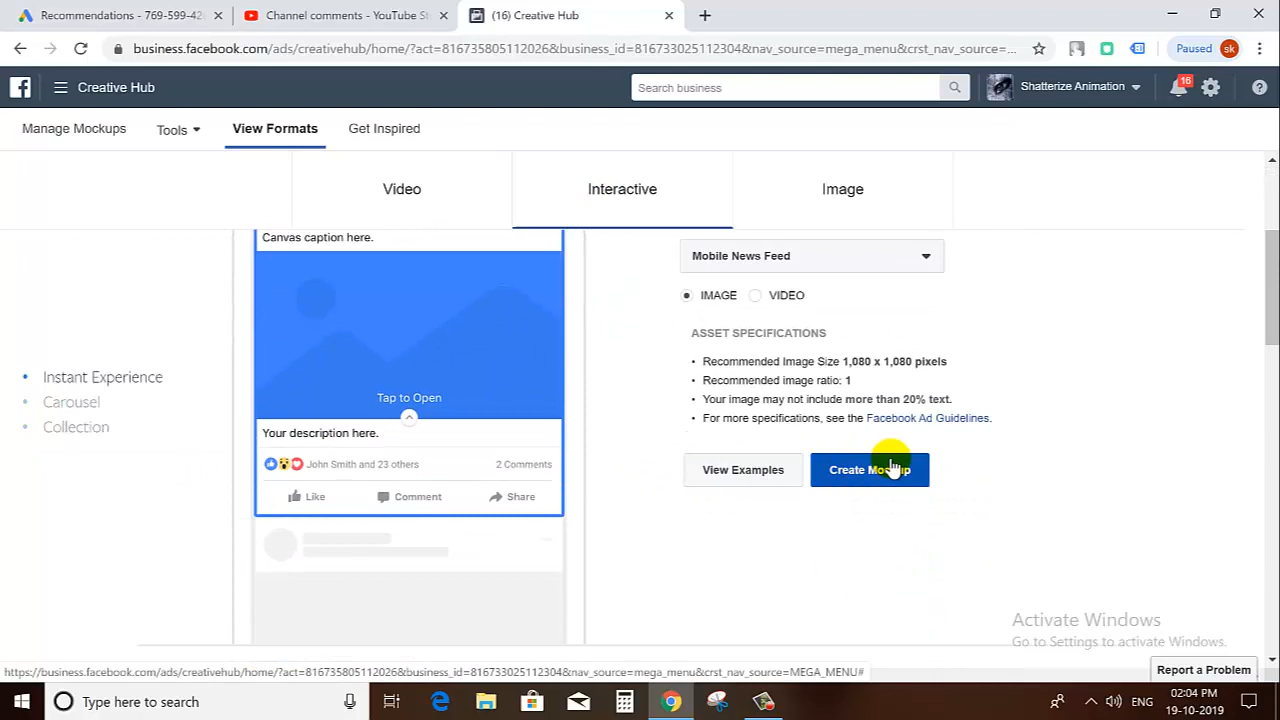 Recommendations - 769-599-42
Channel comments - YouTube St
(16) Creative Hub
business.facebook.com/ads/creativehub/home/?act=816735805112026&business_id=816733025112304&nav_source=mega_menu&crst_nav_source=...
Paused
sk
Creative Hub
Search business
Shatterize Animation
16
Manage Mockups
Tools
View Formats
Get Inspired
Video
Interactive
Image
Canvas caption here.
Mobile News Feed
IMAGE
VIDEO
ASSET SPECIFICATIONS
• Recommended Image Size 1,080 x 1,080 pixels
• Recommended image ratio: 1
• Your image may not include more than 20% text.
• For more specifications, see the Facebook Ad Guidelines.
• Instant Experience
• Carousel
• Collection
Tap to Open
Your description here.
John Smith and 23 others
2 Comments
Like
Comment
Share
View Examples
Create Mockup
Activate Windows
Go to Settings to activate Windows.
https://business.facebook.com/ads/creativehub/home/?act=816735805112026&business_id=816733025112304&nav_source=mega_menu&crst_nav_source=MEGA_MENU#
Report a Problem
Type here to search
ENG
02:04 PM
19-10-2019